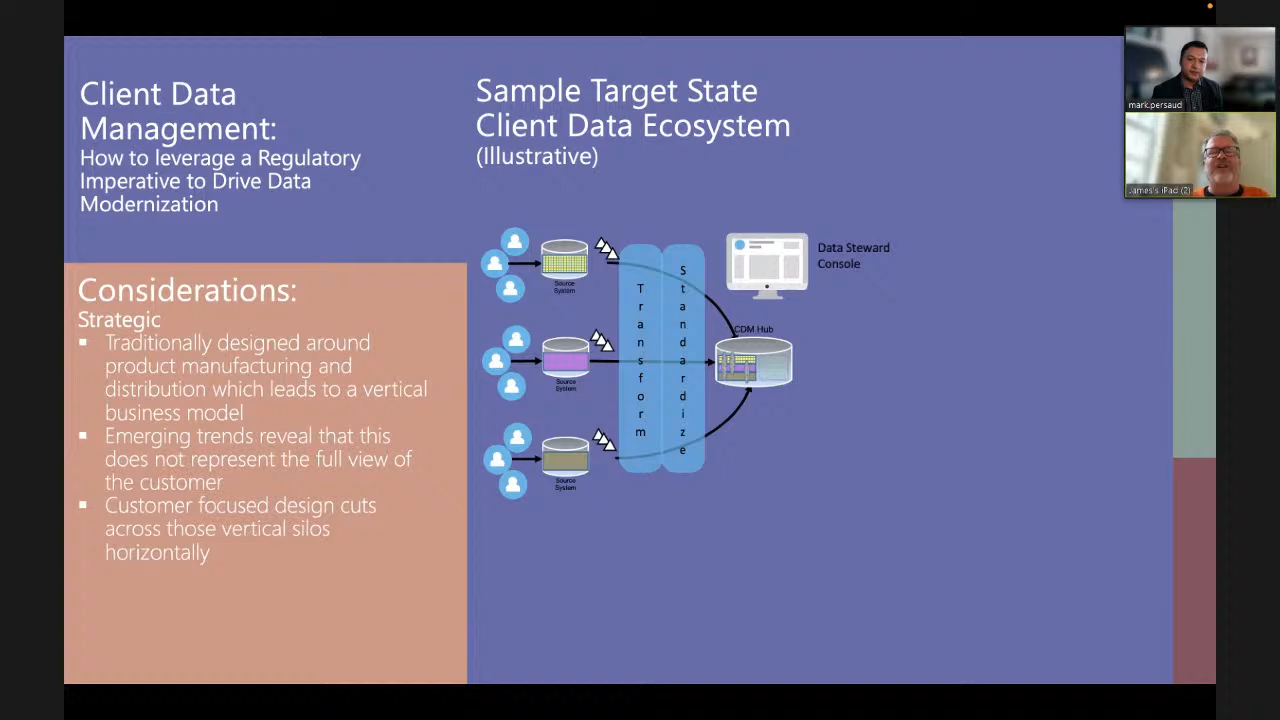 Client Data
Management:
How to leverage a Regulatory
Imperative to Drive Data
Modernization
Considerations:
Strategic
▪ Traditionally designed around
product manufacturing and
distribution which leads to a vertical
business model
▪ Emerging trends reveal that this
does not represent the full view of
the customer
▪ Customer focused design cuts
across those vertical silos
horizontally
Sample Target State
Client Data Ecosystem
(Illustrative)
Source
System
Source
System
Source
System
Transform
Standardize
Data Steward
Console
CDM Hub
mark.persaud
James's iPad (2)